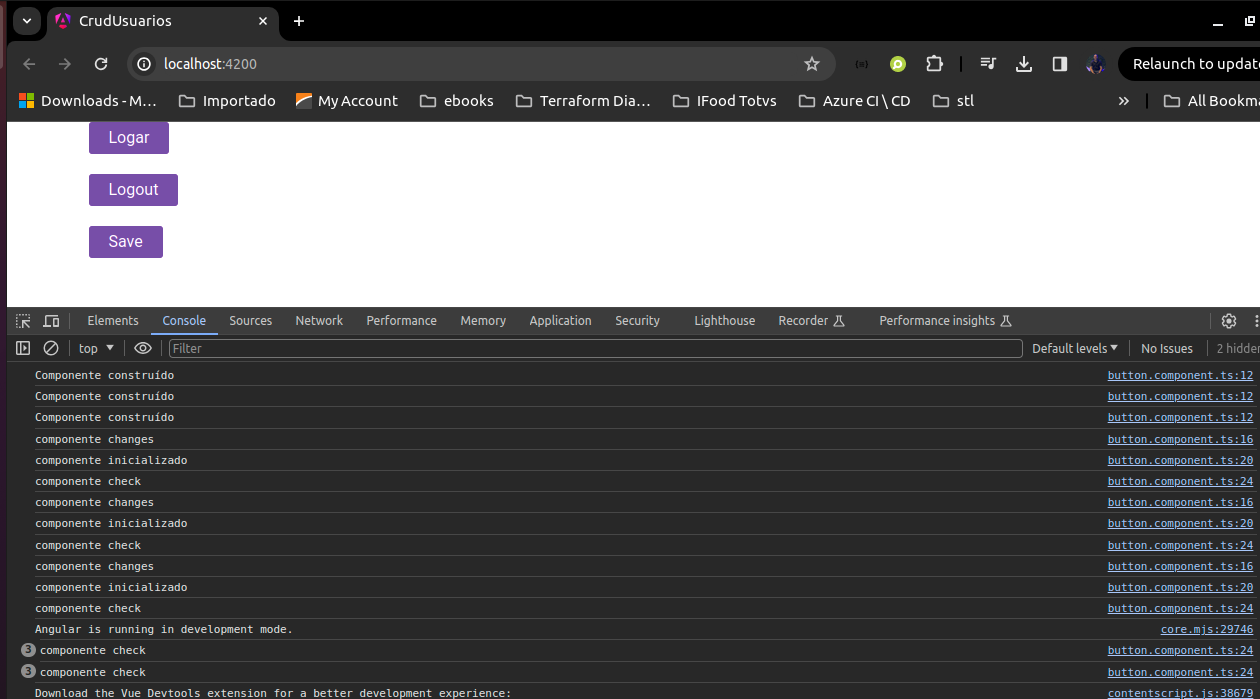 CrudUsuarios
localhost:4200
Relaunch to update
Downloads - M...
Importado
My Account
ebooks
Terraform Dia...
IFood Totvs
Azure CI \ CD
stl
»
All Bookma
Logar
Logout
Save
Elements Console Sources Network Performance Memory Application Security Lighthouse Recorder Performance insights
top Filter Default levels No Issues 2 hidden
Componente construído button.component.ts:12
Componente construído button.component.ts:12
Componente construído button.component.ts:12
componente changes button.component.ts:16
componente inicializado button.component.ts:20
componente check button.component.ts:24
componente changes button.component.ts:16
componente inicializado button.component.ts:20
componente check button.component.ts:24
componente changes button.component.ts:16
componente inicializado button.component.ts:20
componente check button.component.ts:24
Angular is running in development mode. core.mjs:29746
3 componente check button.component.ts:24
3 componente check button.component.ts:24
Download the Vue Devtools extension for a better development experience: contentscript.js:38679